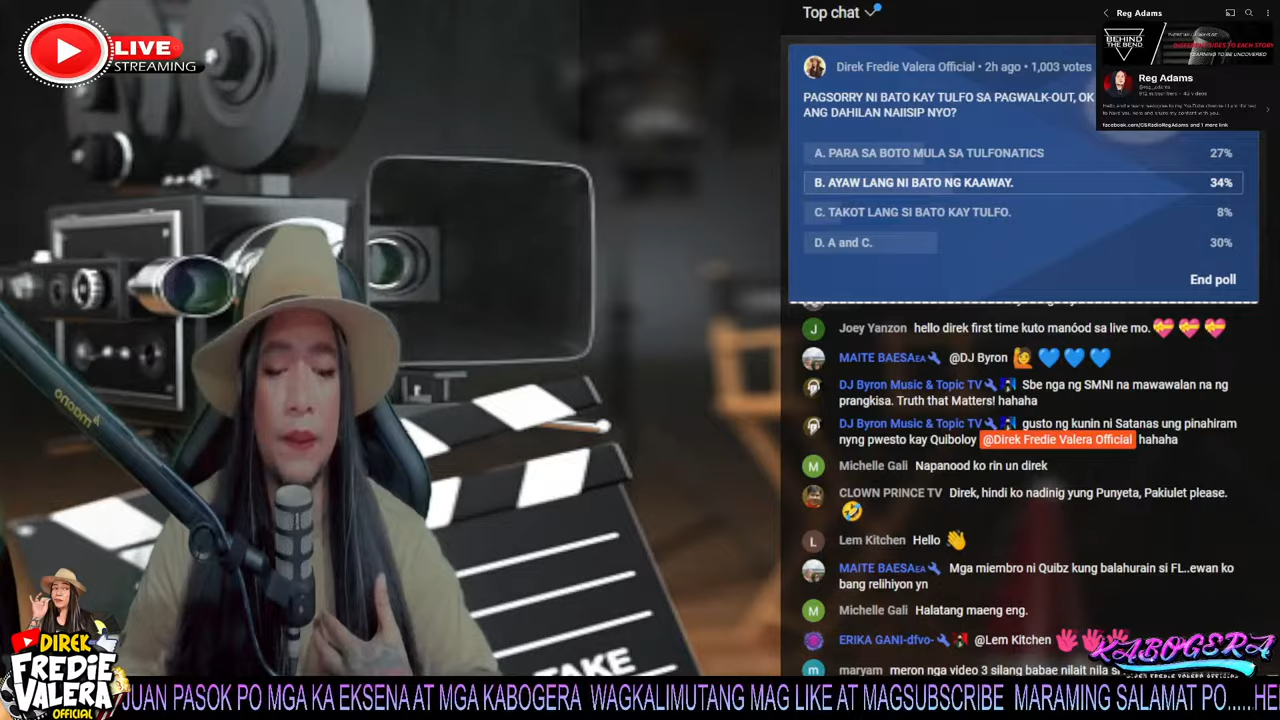 LIVE
STREAMING
Top chat
Reg Adams
BEHIND
THE BEND
Reg Adams
Direk Fredie Valera Official • 2h ago • 1,003 votes
PAGSORRY NI BATO KAY TULFO SA PAGWALK-OUT, OK
ANG DAHILAN NAIISIP NYO?
A. PARA SA BOTO MULA SA TULFONATICS 27%
B. AYAW LANG NI BATO NG KAAWAY. 34%
C. TAKOT LANG SI BATO KAY TULFO. 8%
D. A and C. 30%
End poll
Joey Yanzon hello direk first time kuto manóod sa live mo. 💝 💝 💝
MAITE BAESAEA @DJ Byron 🙋 💙 💙 💙
DJ Byron Music & Topic TV Sbe nga ng SMNI na mawawalan na ng
prangkisa. Truth that Matters! hahaha
DJ Byron Music & Topic TV gusto ng kunin ni Satanas ung pinahiram
nyng pwesto kay Quiboloy @Direk Fredie Valera Official hahaha
Michelle Gali Napanood ko rin un direk
CLOWN PRINCE TV Direk, hindi ko nadinig yung Punyeta, Pakiulet please.
🤣
Lem Kitchen Hello 👋
MAITE BAESAEA Mga miembro ni Quibz kung balahurain si FL..ewan ko
bang relihiyon yn
Michelle Gali Halatang maeng eng.
ERIKA GANI-dfvo- @Lem Kitchen
KABOGERA
maryam meron nga video 3 silang babae nilait nila s
MAONO
TAKE
DIREK
FREDIE
VALERA
OFFICIAL
JUAN PASOK PO MGA KA EKSENA AT MGA KABOGERA WAGKALIMUTANG MAG LIKE AT MAGSUBSCRIBE MARAMING SALAMAT PO.....HE